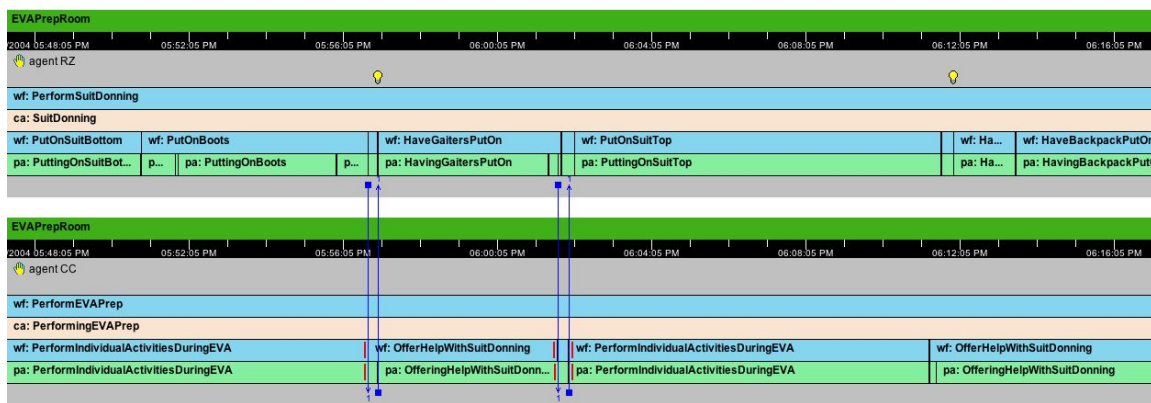 EVAPrepRoom
/2004 05:48:05 PM 05:52:05 PM 05:56:05 PM 06:00:05 PM 06:04:05 PM 06:08:05 PM 06:12:05 PM 06:16:05 PM
agent RZ
wf: PerformSuitDonning
ca: SuitDonning
wf: PutOnSuitBottom wf: PutOnBoots wf: HaveGaitersPutOn wf: PutOnSuitTop wf: Ha... wf: HaveBackpackPutOn
pa: PuttingOnSuitBot... p... pa: PuttingOnBoots p... pa: HavingGaitersPutOn pa: PuttingOnSuitTop pa: Ha... pa: HavingBackpackPut
1 1
EVAPrepRoom
2004 05:48:05 PM 05:52:05 PM 05:56:05 PM 06:00:05 PM 06:04:05 PM 06:08:05 PM 06:12:05 PM 06:16:05 PM
agent CC
wf: PerformEVAPrep
ca: PerformingEVAPrep
wf: PerformIndividualActivitiesDuringEVA wf: OfferHelpWithSuitDonning wf: PerformIndividualActivitiesDuringEVA wf: OfferHelpWithSuitDonning
pa: PerformIndividualActivitiesDuringEVA pa: OfferingHelpWithSuitDonn... pa: PerformIndividualActivitiesDuringEVA pa: OfferingHelpWithSuitDonning
1 1